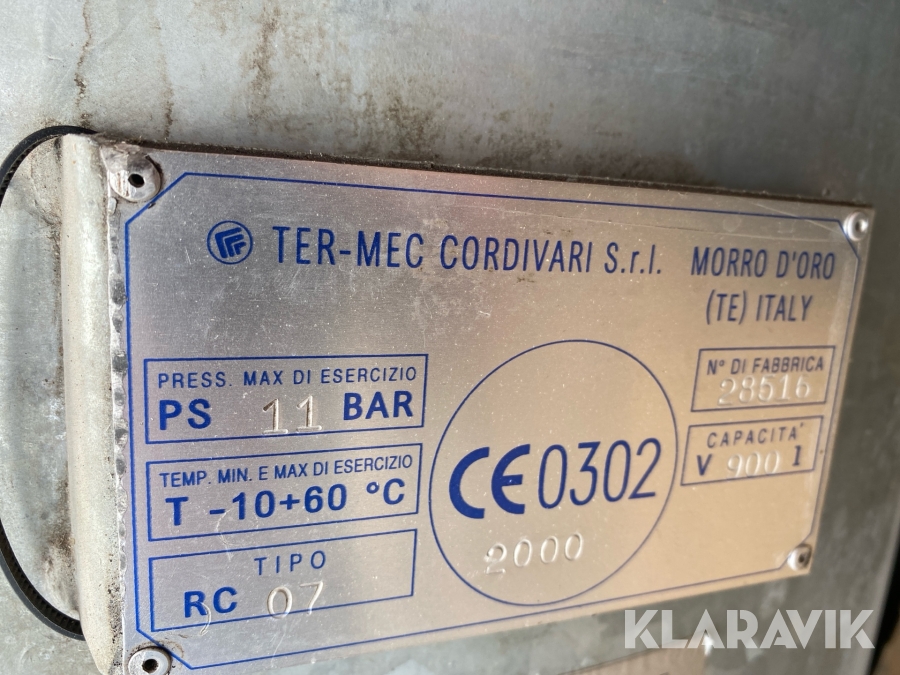 TER-MEC CORDIVARI S.r.l. MORRO D'ORO
(TE) ITALY
PRESS. MAX DI ESERCIZIO
PS 11 BAR
TEMP. MIN. E MAX DI ESERCIZIO
T -10+60 °C
TIPO
RC 07
CE 0302
2000
N° DI FABBRICA
28516
CAPACITA'
V 900 l
KLARAVIK